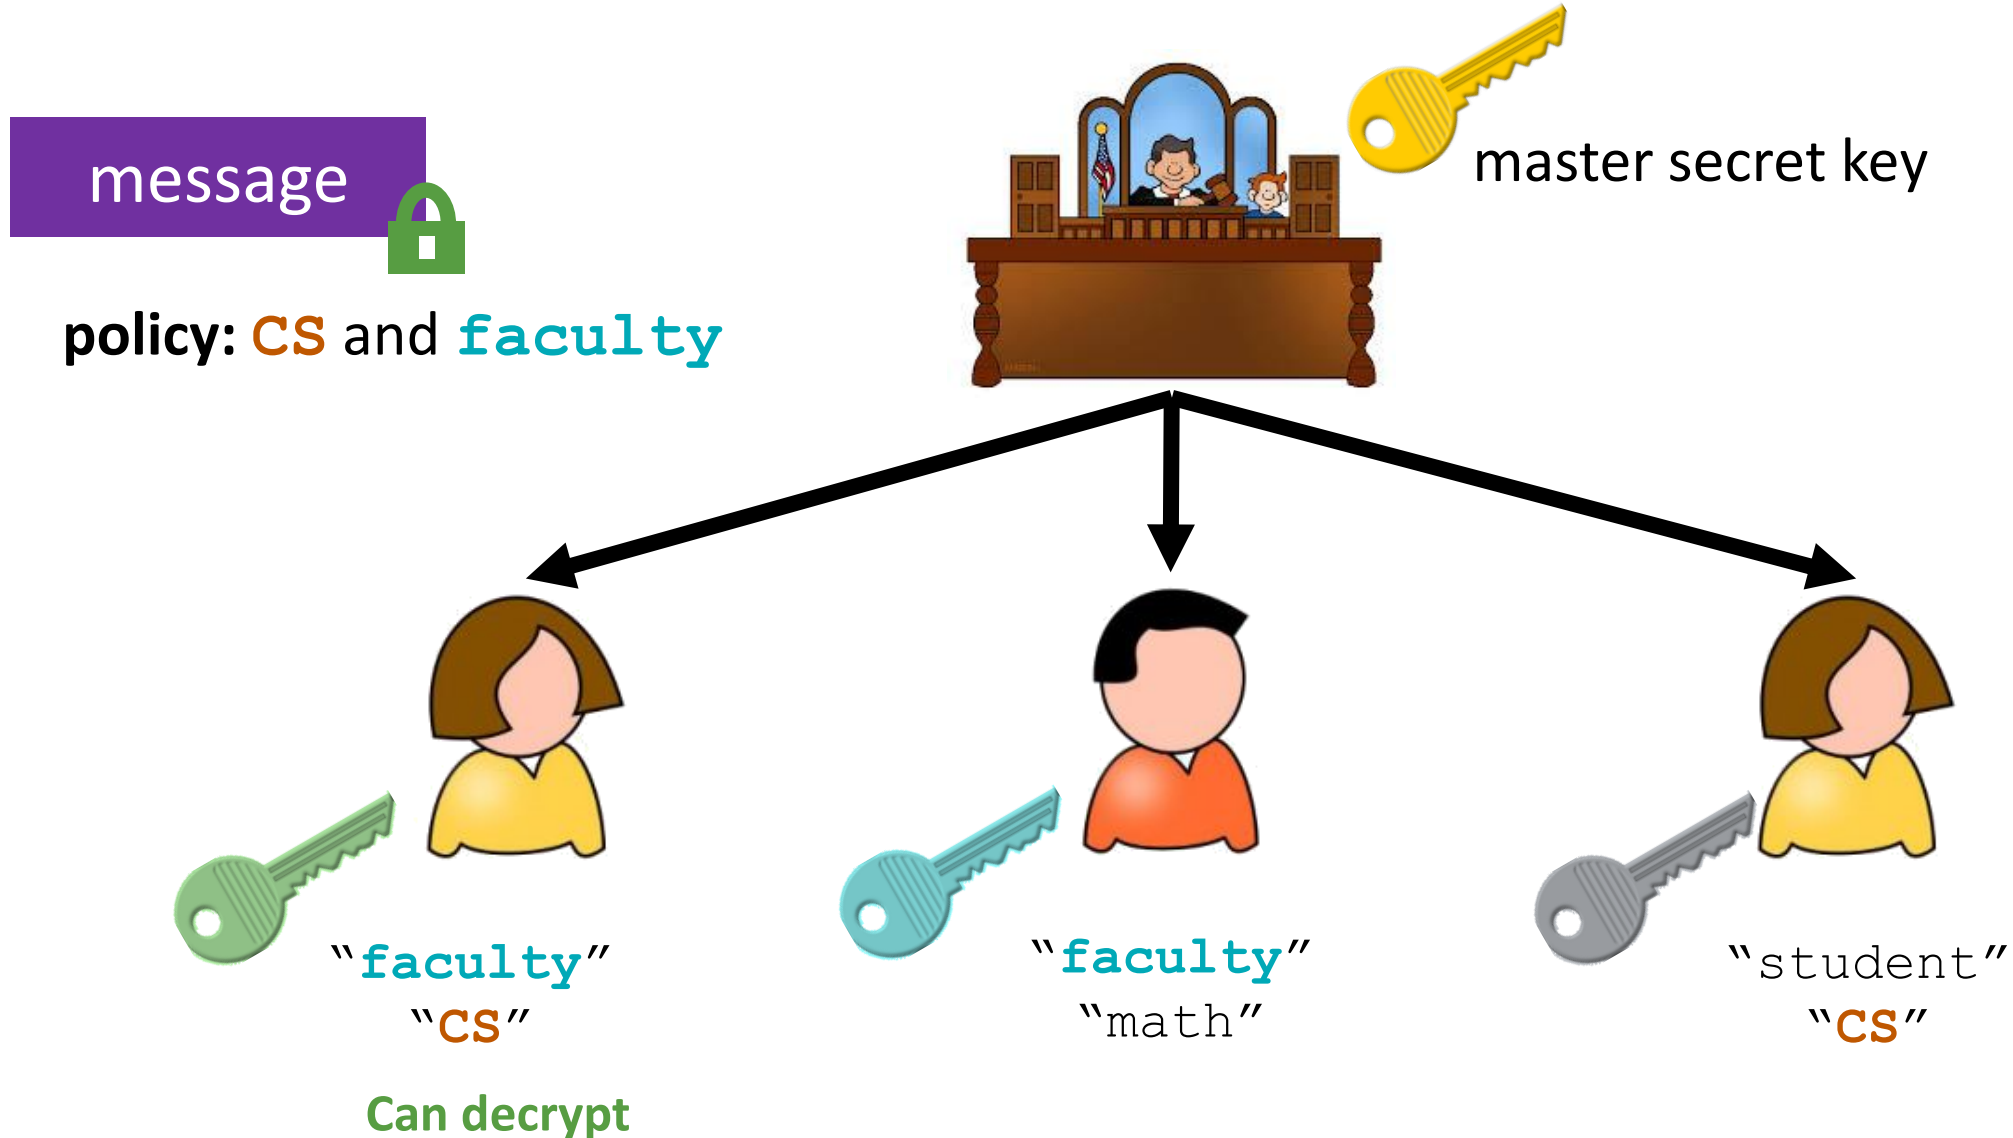 message
master secret key
policy: CS and faculty
“faculty”
“CS”
Can decrypt
“faculty”
“math”
“student”
“CS”